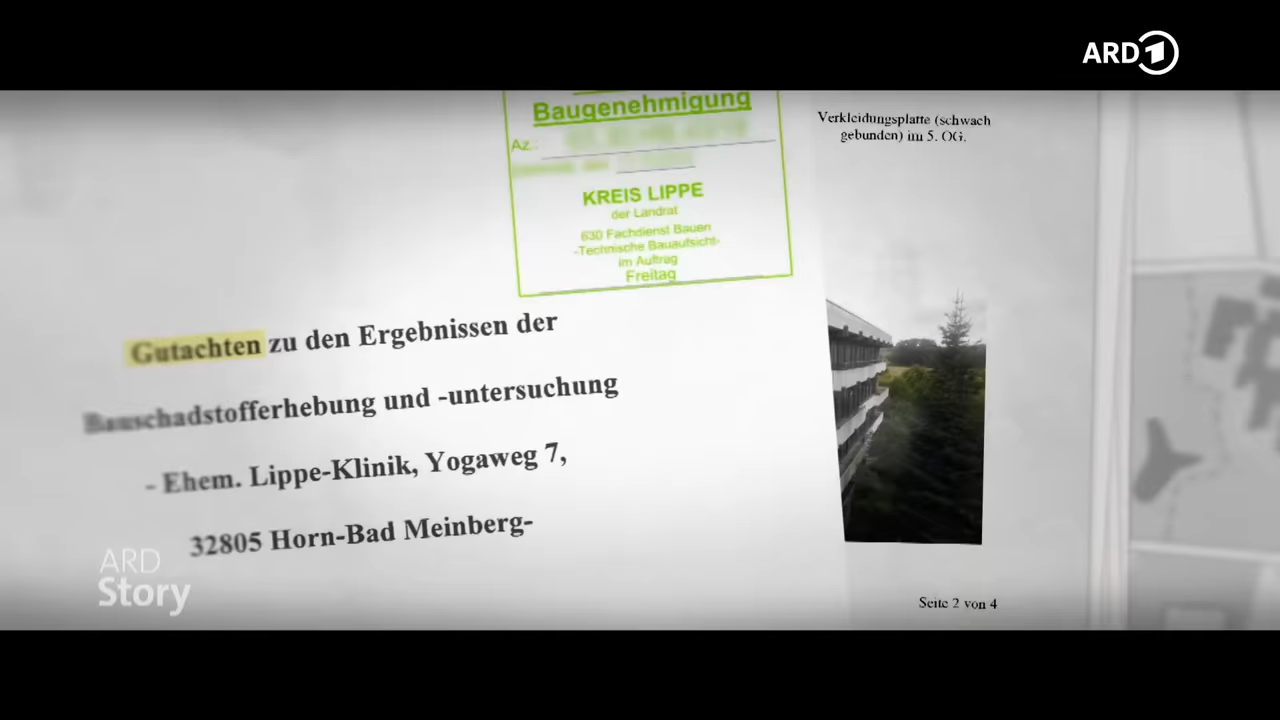 ARD 1
Baugenehmigung
Az.:
KREIS LIPPE
der Landrat
630 Fachdienst Bauen
-Technische Bauaufsicht-
im Auftrag
Freitag
Verkleidungsplatte (schwach
gebunden) im 5. OG.
Gutachten zu den Ergebnissen der
Bauschadstofferhebung und -untersuchung
- Ehem. Lippe-Klinik, Yogaweg 7,
32805 Horn-Bad Meinberg-
ARD
Story
Seite 2 von 4